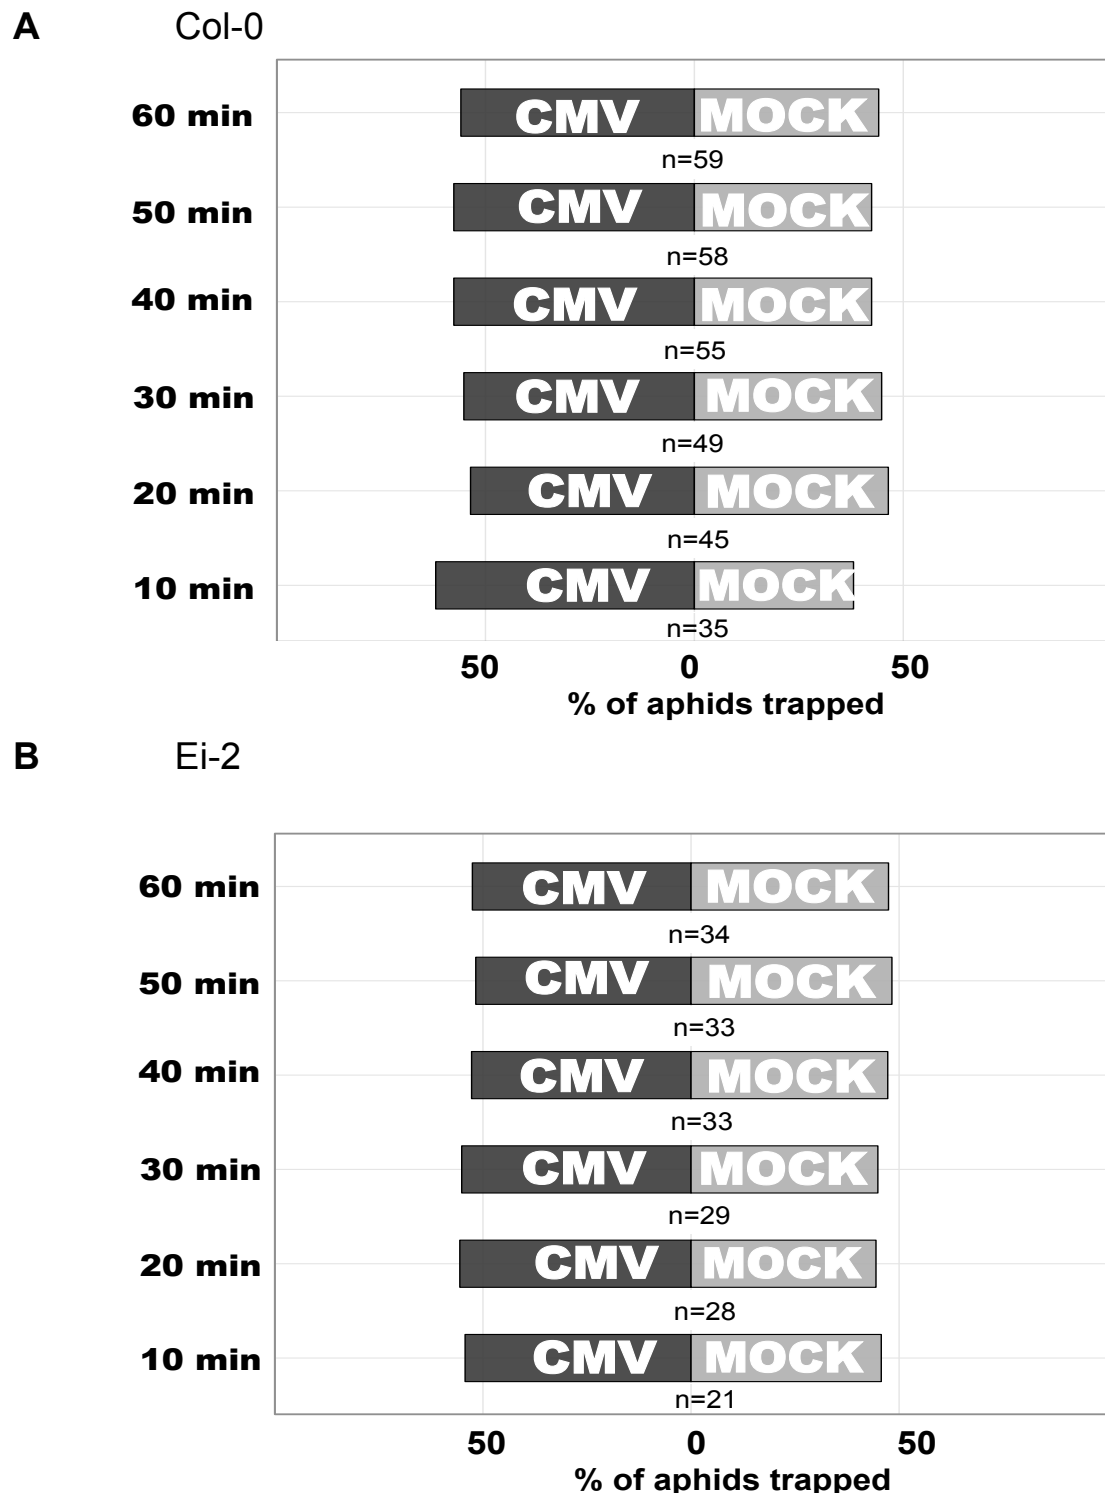 A Col-0
60 min CMV MOCK
n=59
50 min CMV MOCK
n=58
40 min CMV MOCK
n=55
30 min CMV MOCK
n=49
20 min CMV MOCK
n=45
10 min CMV MOCK
n=35
50 0 50
% of aphids trapped
B Ei-2
60 min CMV MOCK
n=34
50 min CMV MOCK
n=33
40 min CMV MOCK
n=33
30 min CMV MOCK
n=29
20 min CMV MOCK
n=28
10 min CMV MOCK
n=21
50 0 50
% of aphids trapped